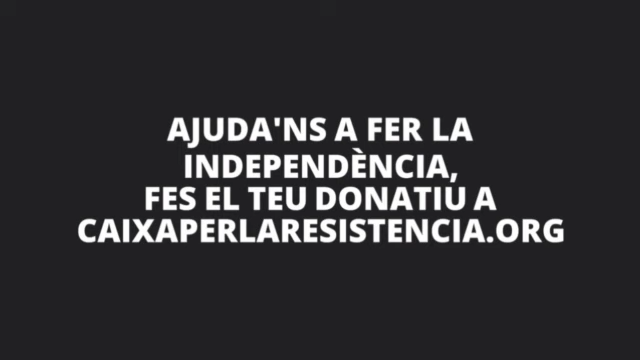 AJUDA'NS A FER LA
INDEPENDÈNCIA,
FES EL TEU DONATIU A
CAIXAPERLARESISTENCIA.ORG